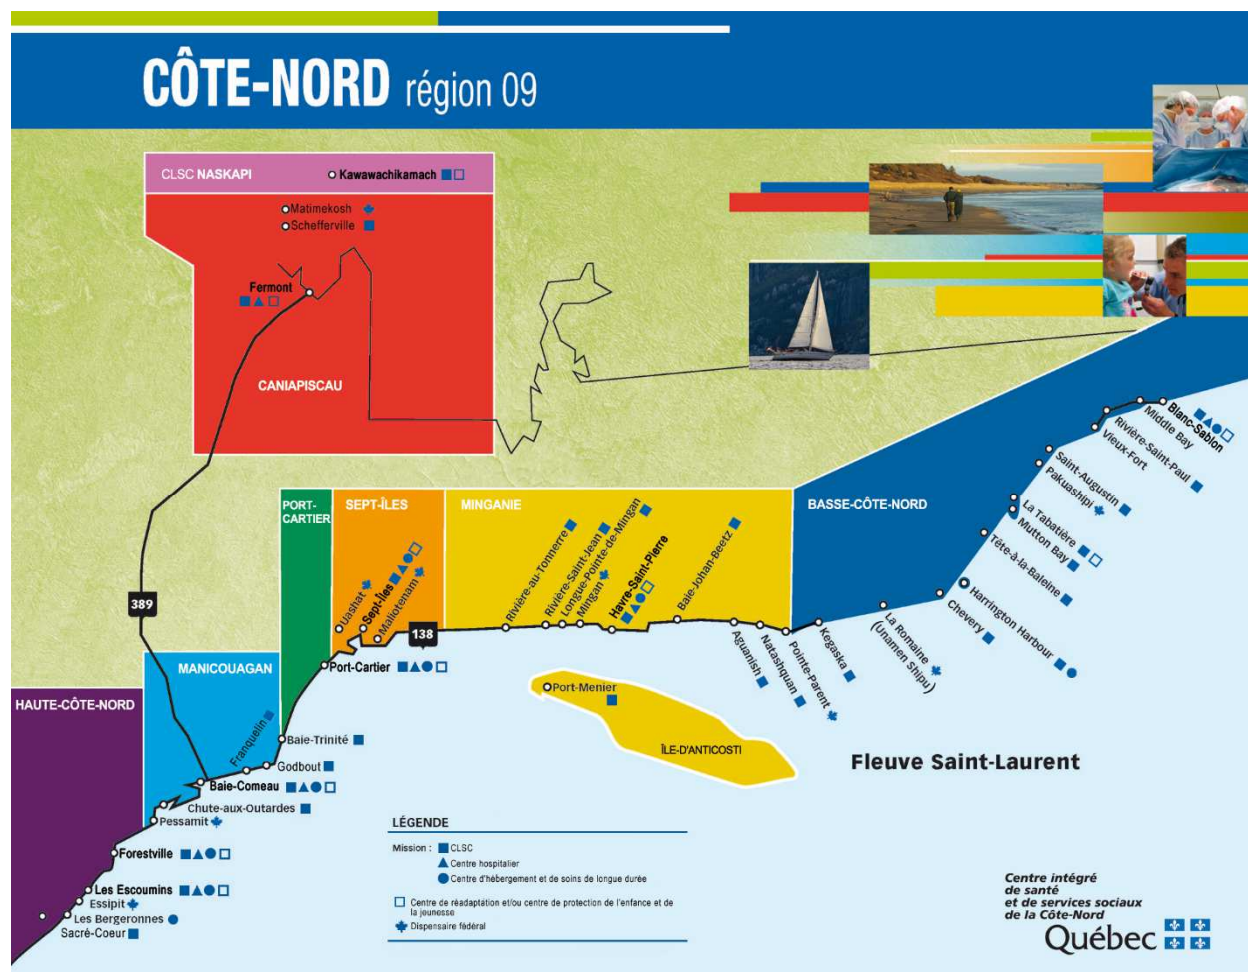 CÔTE-NORD région 09
CLSC NASKAPI
Kawawachikamach
Matimekosh
Schefferville
Fermont
CANIAPISCAU
389
HAUTE-CÔTE-NORD
MANICOUAGAN
PORT-
CARTIER
SEPT-ÎLES
MINGANIE
BASSE-CÔTE-NORD
Sacré-Coeur
Les Bergeronnes
Essipit
Les Escoumins
Forestville
Pessamit
Chute-aux-Outardes
Baie-Comeau
Franquelin
Godbout
Baie-Trinité
Port-Cartier
138
Uashat
Sept-Îles
Maliotenam
Rivière-au-Tonnerre
Rivière-Saint-Jean
Longue-Pointe-de-Mingan
Mingan
Havre-Saint-Pierre
Baie-Johan-Beetz
Aguanish
Natashquan
Pointe-Parent
Kegaska
La Romaine
(Unamen Shipu)
Chevery
Harrington Harbour
Tête-à-la-Baleine
Mutton Bay
La Tabatière
Pakuashipi
Saint-Augustin
Vieux-Fort
Rivière-Saint-Paul
Middle Bay
Blanc-Sablon
Port-Menier
ÎLE-D'ANTICOSTI
Fleuve Saint-Laurent
LÉGENDE
Mission :
CLSC
Centre hospitalier
Centre d'hébergement et de soins de longue durée
Centre de réadaptation et/ou centre de protection de l'enfance et de
la jeunesse
Dispensaire fédéral
Centre intégré
de santé
et de services sociaux
de la Côte-Nord
Québec